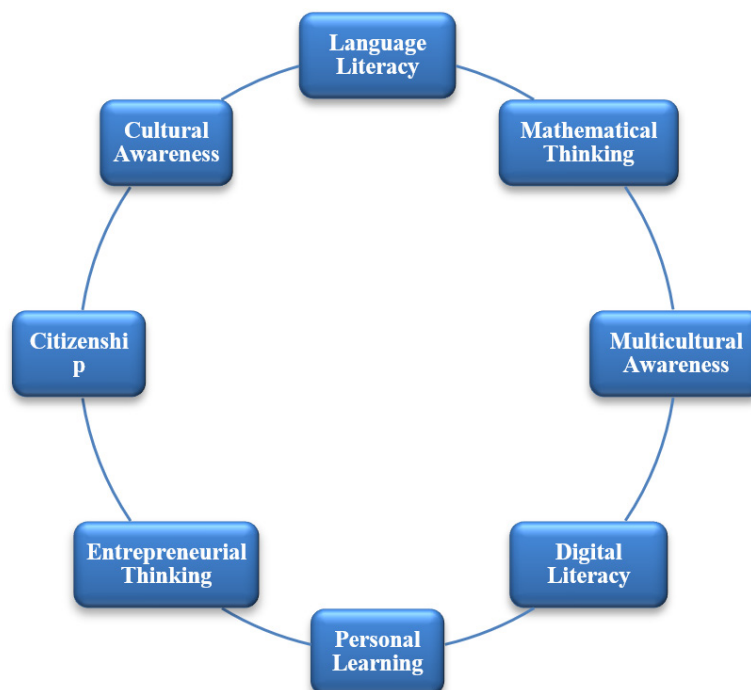 Language
Literacy
Mathematical
Thinking
Multicultural
Awareness
Digital
Literacy
Personal
Learning
Entrepreneurial
Thinking
Citizenshi
p
Cultural
Awareness